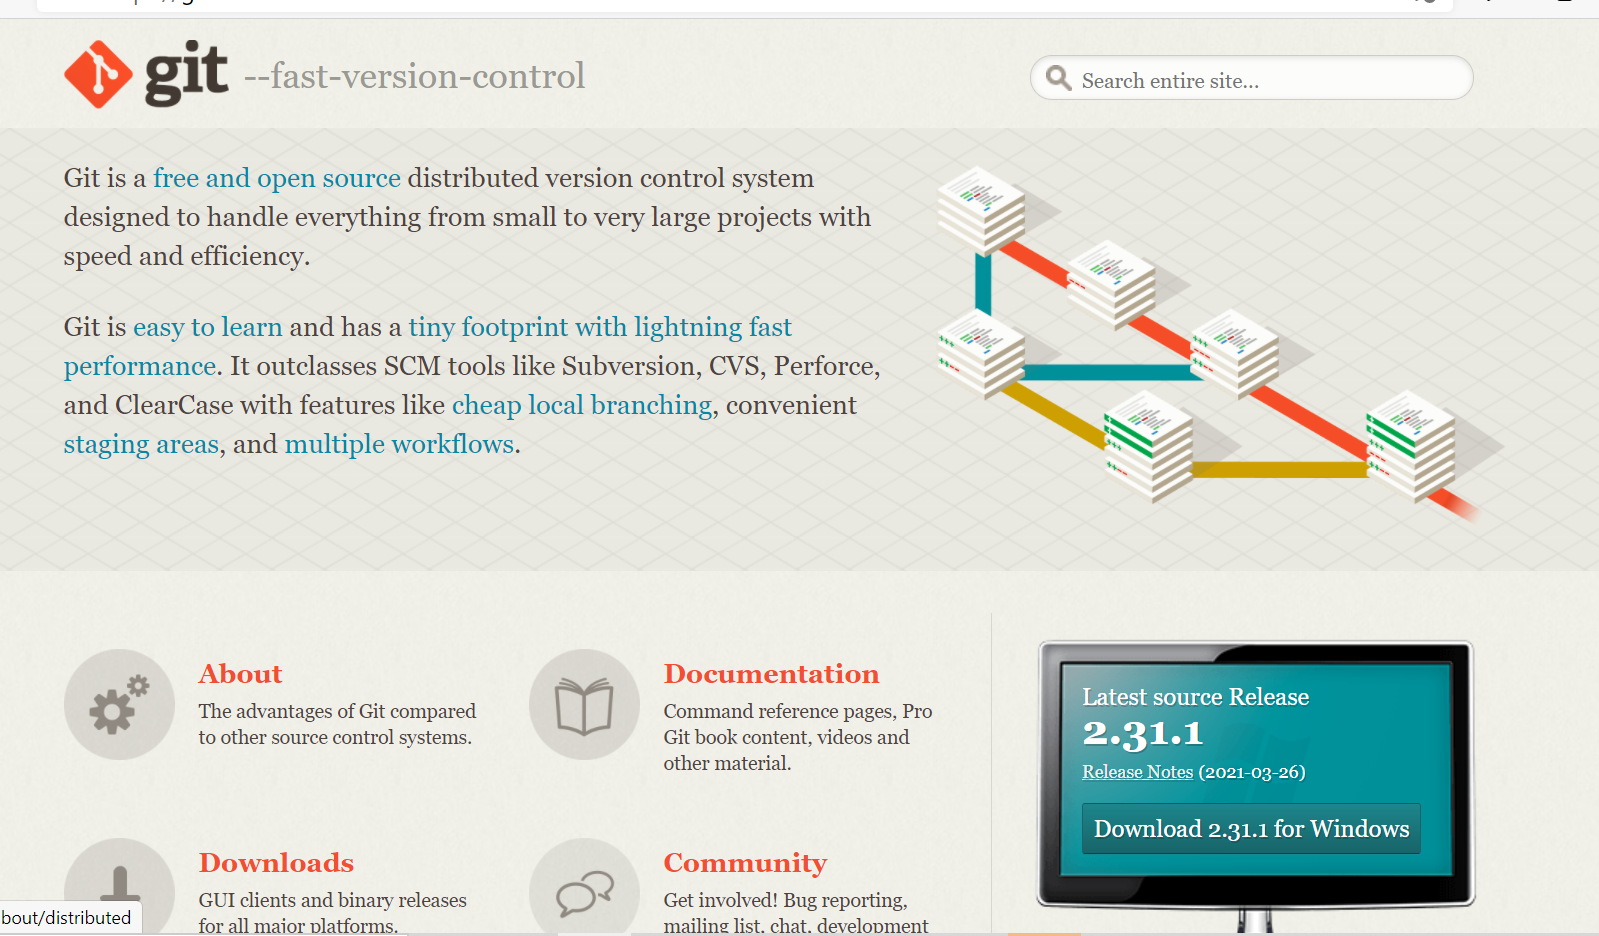 git --fast-version-control
Search entire site...
Git is a free and open source distributed version control system
designed to handle everything from small to very large projects with
speed and efficiency.
Git is easy to learn and has a tiny footprint with lightning fast
performance. It outclasses SCM tools like Subversion, CVS, Perforce,
and ClearCase with features like cheap local branching, convenient
staging areas, and multiple workflows.
About
The advantages of Git compared
to other source control systems.
Documentation
Command reference pages, Pro
Git book content, videos and
other material.
Downloads
GUI clients and binary releases
for all major platforms.
Community
Get involved! Bug reporting,
mailing list, chat, development
Latest source Release
2.31.1
Release Notes (2021-03-26)
Download 2.31.1 for Windows
bout/distributed